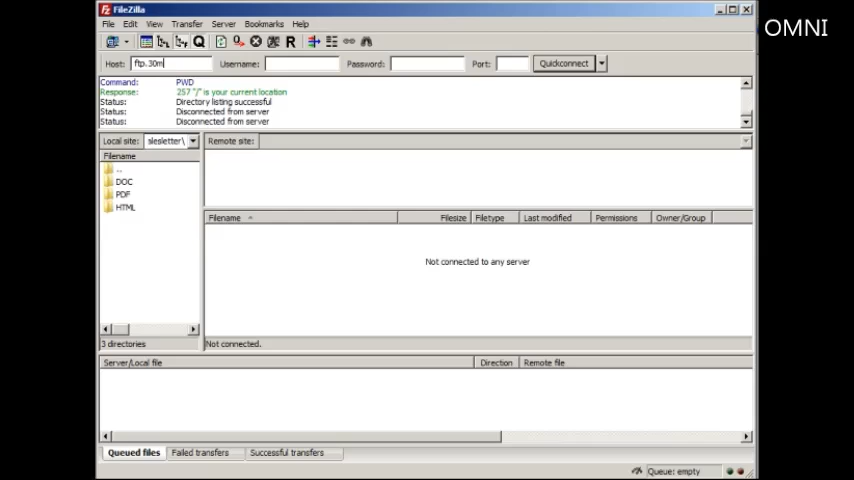 FileZilla
OMNI
File Edit View Transfer Server Bookmarks Help
Host: ftp.30m Username: Password: Port: Quickconnect
Command: PWD
Response: 257 "/" is your current location
Status: Directory listing successful
Status: Disconnected from server
Status: Disconnected from server
Local site: slesletter\ Remote site:
Filename
..
DOC
PDF
HTML
Filename Filesize Filetype Last modified Permissions Owner/Group
Not connected to any server
3 directories
Not connected.
Server/Local file Direction Remote file
Queued files Failed transfers Successful transfers
Queue: empty